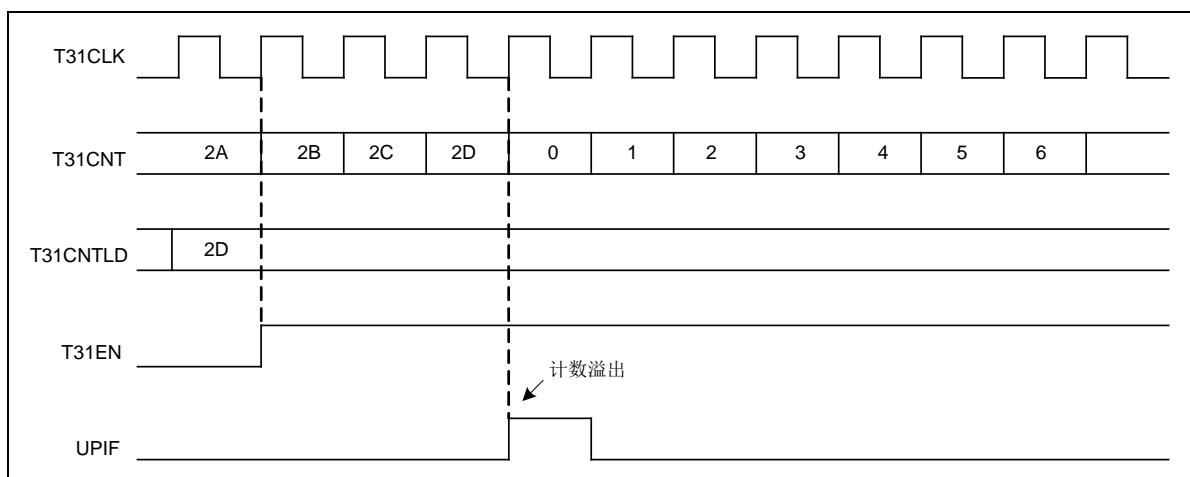 T31CLK
T31CNT 2A 2B 2C 2D 0 1 2 3 4 5 6
T31CNTLD 2D
T31EN
计数溢出
UPIF